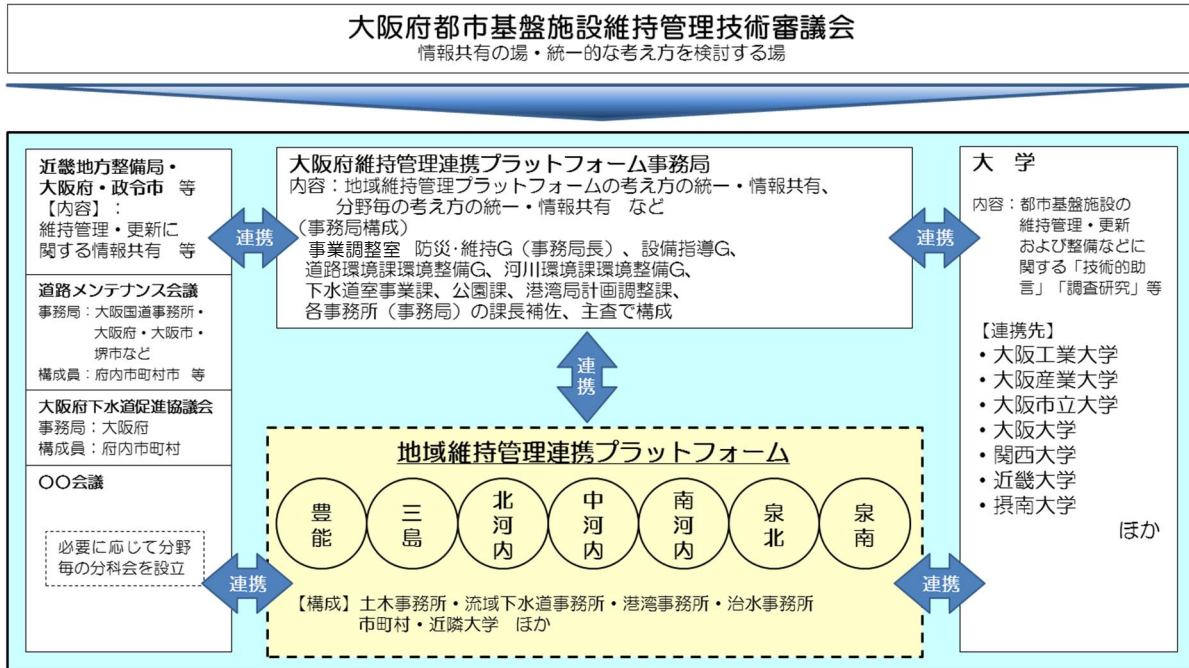 大阪府都市基盤施設維持管理技術審議会
情報共有の場・統一的な考え方を検討する場
近畿地方整備局・
大阪府・政令市 等
【内容】:
維持管理・更新に
関する情報共有 等
道路メンテナンス会議
事務局:大阪国道事務所・
大阪府・大阪市・
堺市など
構成員:府内市町村市 等
大阪府下水道促進協議会
事務局:大阪府
構成員:府内市町村
〇〇会議
必要に応じて分野
毎の分科会を設立
連携
連携
大阪府維持管理連携プラットフォーム事務局
内容:地域維持管理プラットフォームの考え方の統一・情報共有、
分野毎の考え方の統一・情報共有 など
(事務局構成)
事業調整室 防災・維持G(事務局長)、設備指導G、
道路環境課環境整備G、河川環境課環境整備G、
下水道室事業課、公園課、港湾局計画調整課、
各事務所(事務局)の課長補佐、主査で構成
連
携
地域維持管理連携プラットフォーム
豊能
三島
北河内
中河内
南河内
泉北
泉南
【構成】土木事務所・流域下水道事務所・港湾事務所・治水事務所
市町村・近隣大学 ほか
連携
連携
大 学
内容:都市基盤施設の
維持管理・更新
および整備などに
関する「技術的助
言」「調査研究」等
【連携先】
・大阪工業大学
・大阪産業大学
・大阪市立大学
・大阪大学
・関西大学
・近畿大学
・摂南大学
ほか